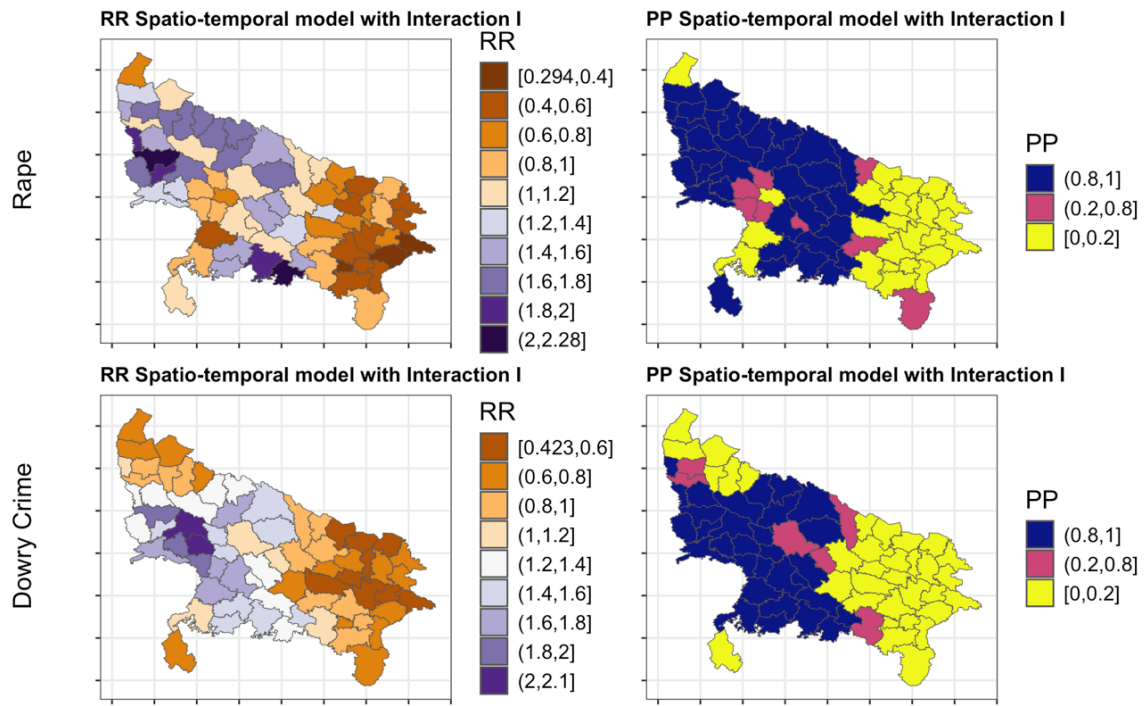 RR Spatio-temporal model with Interaction I
PP Spatio-temporal model with Interaction I
Rape
RR
[0.294,0.4]
(0.4,0.6]
(0.6,0.8]
(0.8,1]
(1,1.2]
(1.2,1.4]
(1.4,1.6]
(1.6,1.8]
(1.8,2]
(2,2.28]
PP
(0.8,1]
(0.2,0.8]
[0,0.2]
RR Spatio-temporal model with Interaction I
PP Spatio-temporal model with Interaction I
Dowry Crime
RR
[0.423,0.6]
(0.6,0.8]
(0.8,1]
(1,1.2]
(1.2,1.4]
(1.4,1.6]
(1.6,1.8]
(1.8,2]
(2,2.1]
PP
(0.8,1]
(0.2,0.8]
[0,0.2]